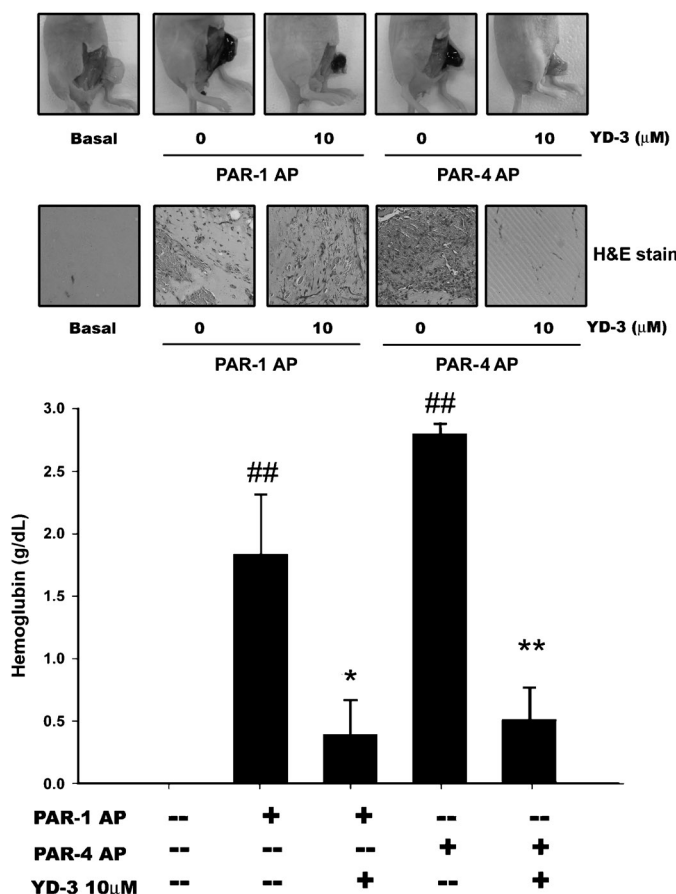 Basal 0 10 0 10 YD-3 (μM)
PAR-1 AP PAR-4 AP
H&E stain
Basal 0 10 0 10 YD-3 (μM)
PAR-1 AP PAR-4 AP
Hemoglubin (g/dL)
3.0
2.5
2.0
1.5
1.0
0.5
0.0
##
*
##
**
PAR-1 AP -- + + -- --
PAR-4 AP -- -- -- + +
YD-3 10μM -- -- + -- +